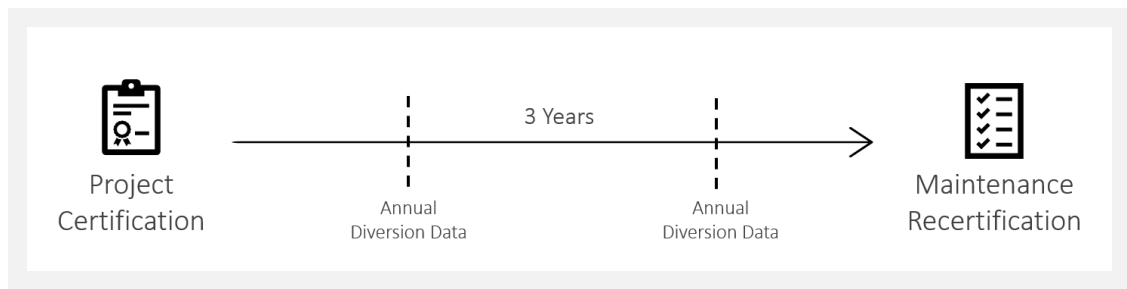 3 Years
Project
Certification
Annual
Diversion Data
Annual
Diversion Data
Maintenance
Recertification